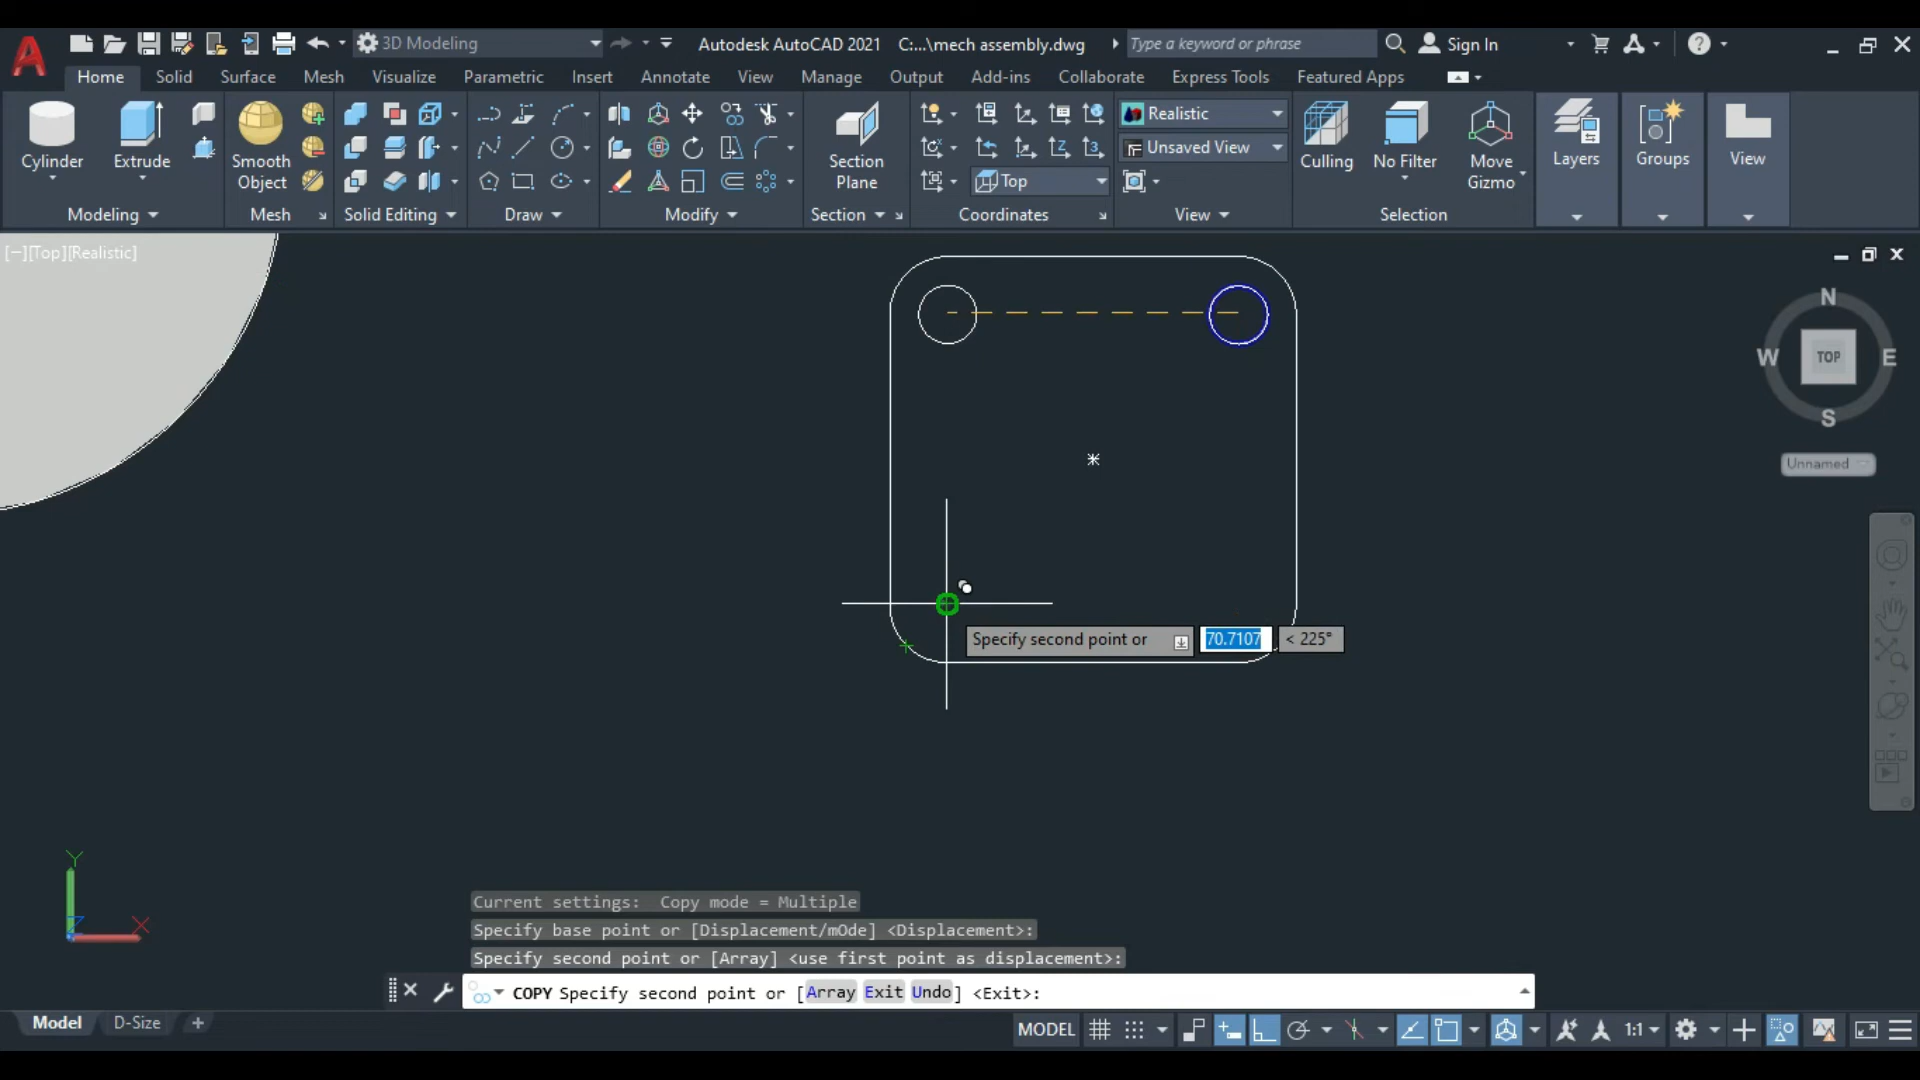 3D Modeling
Autodesk AutoCAD 2021 C:...\mech assembly.dwg
Type a keyword or phrase
Sign In
Home Solid Surface Mesh Visualize Parametric Insert Annotate View Manage Output Add-ins Collaborate Express Tools Featured Apps
Cylinder
Extrude
Smooth
Object
Section
Plane
Realistic
Unsaved View
Top
Culling
No Filter
Move
Gizmo
Layers
Groups
View
Modeling
Mesh
Solid Editing
Draw
Modify
Section
Coordinates
View
Selection
[−][Top][Realistic]
N
W TOP E
S
Unnamed
Specify second point or 70.7107 < 225°
Y
X
Z
Current settings: Copy mode = Multiple
Specify base point or [Displacement/mOde] <Displacement>:
Specify second point or [Array] <use first point as displacement>:
COPY Specify second point or [Array Exit Undo] <Exit>:
Model D-Size +
MODEL 1:1